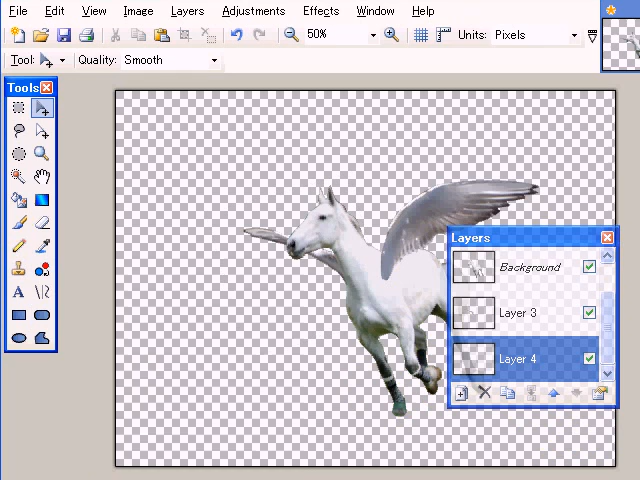 File Edit View Image Layers Adjustments Effects Window Help
50% Units: Pixels
Tool: Quality: Smooth
Tools
Layers
Background
Layer 3
Layer 4